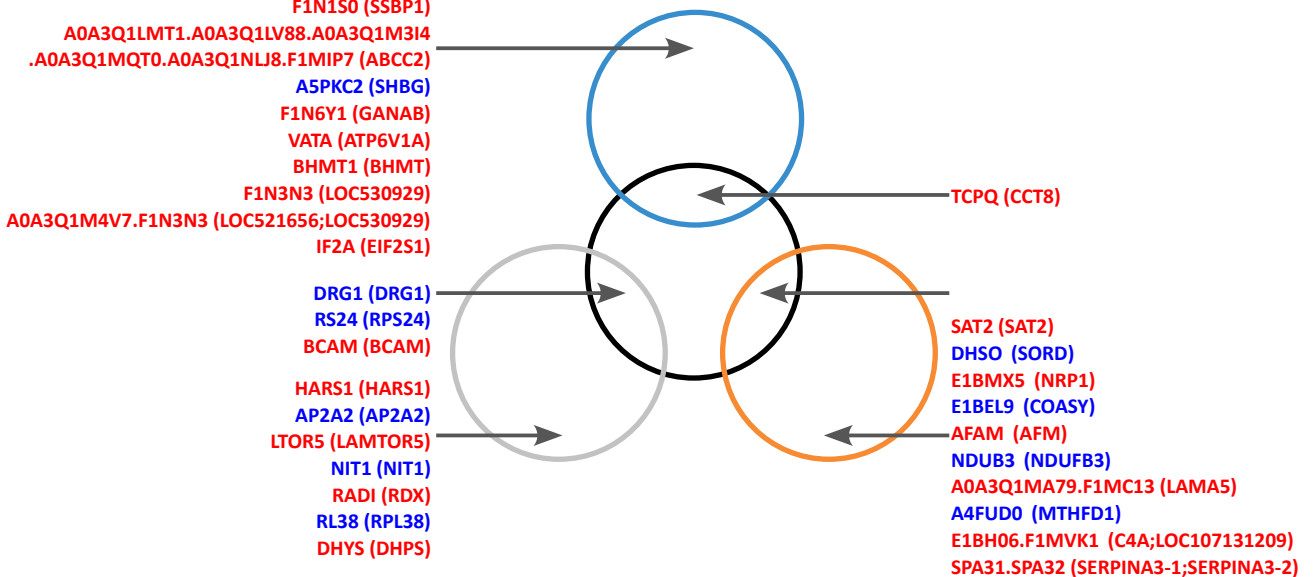 F1N1S0 (SSBP1)
A0A3Q1LMT1.A0A3Q1LV88.A0A3Q1M3I4
.A0A3Q1MQT0.A0A3Q1NLJ8.F1MIP7 (ABCC2)
A5PKC2 (SHBG)
F1N6Y1 (GANAB)
VATA (ATP6V1A)
BHMT1 (BHMT)
F1N3N3 (LOC530929)
A0A3Q1M4V7.F1N3N3 (LOC521656;LOC530929)
IF2A (EIF2S1)
TCPQ (CCT8)
DRG1 (DRG1)
RS24 (RPS24)
BCAM (BCAM)
HARS1 (HARS1)
AP2A2 (AP2A2)
LTOR5 (LAMTOR5)
NIT1 (NIT1)
RADI (RDX)
RL38 (RPL38)
DHYS (DHPS)
SAT2 (SAT2)
DHSO (SORD)
E1BMX5 (NRP1)
E1BEL9 (COASY)
AFAM (AFM)
NDUB3 (NDUFB3)
A0A3Q1MA79.F1MC13 (LAMA5)
A4FUD0 (MTHFD1)
E1BH06.F1MVK1 (C4A;LOC107131209)
SPA31.SPA32 (SERPINA3-1;SERPINA3-2)